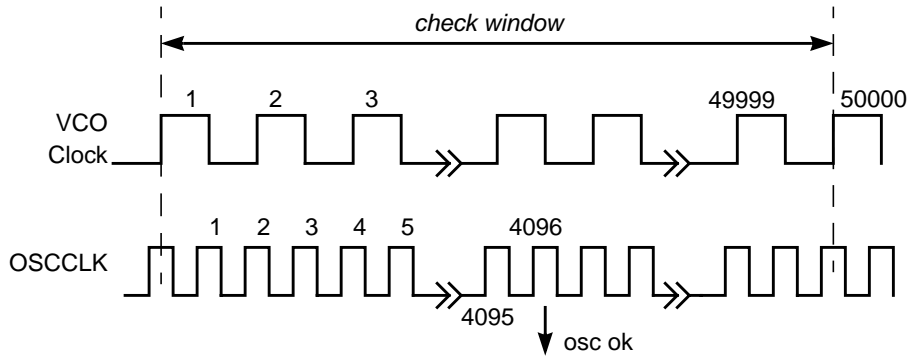 check window
1 2 3 49999 50000
VCO
Clock
1 2 3 4 5 4096
OSCCLK
4095
osc ok